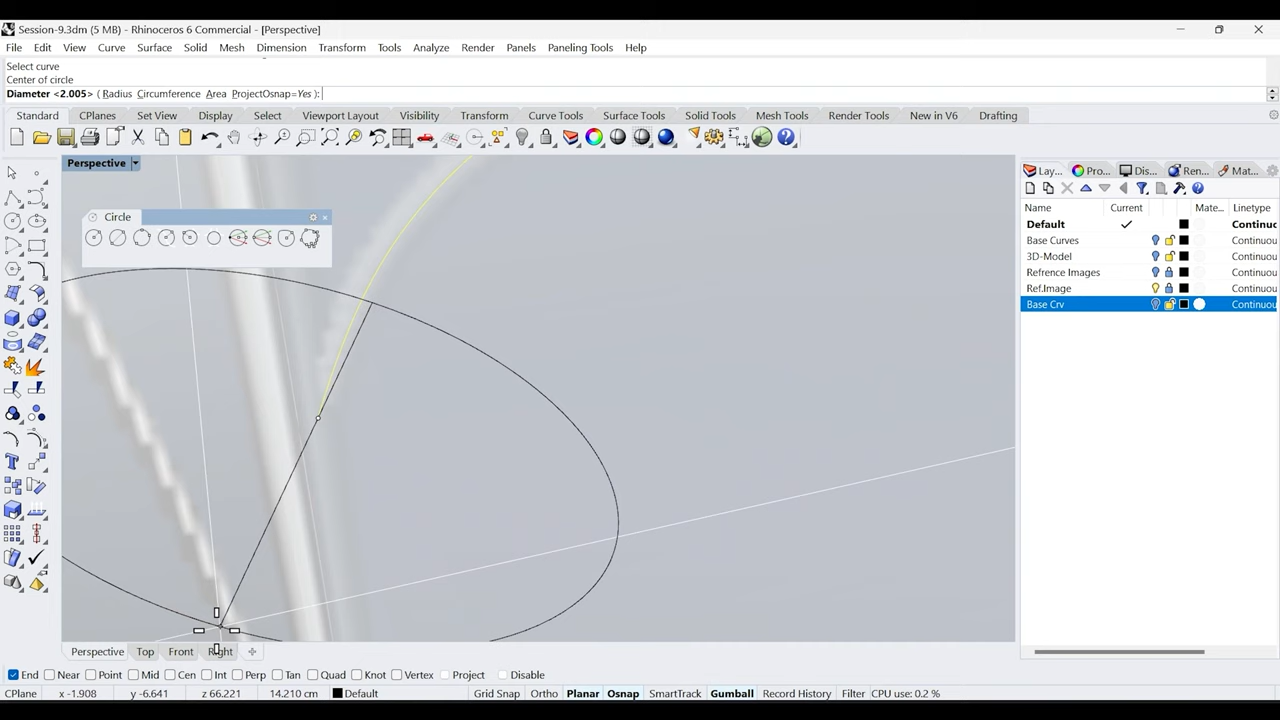 Session-9.3dm (5 MB) - Rhinoceros 6 Commercial - [Perspective]
File Edit View Curve Surface Solid Mesh Dimension Transform Tools Analyze Render Panels Paneling Tools Help
Select curve
Center of circle
Diameter <2.005> ( Radius Circumference Area ProjectOsnap=Yes ):
Standard CPlanes Set View Display Select Viewport Layout Visibility Transform Curve Tools Surface Tools Solid Tools Mesh Tools Render Tools New in V6 Drafting
Perspective
Lay... Pro... Dis... Ren... Mat...
Name Current Mate... Linetype
Circle
Default Continuo
Base Curves Continuou
3D-Model Continuou
Refrence Images Continuou
Ref.Image Continuou
Base Crv Continuou
Perspective Top Front Right
End Near Point Mid Cen Int Perp Tan Quad Knot Vertex Project Disable
CPlane x -1.908 y -6.641 z 66.221 14.210 cm Default Grid Snap Ortho Planar Osnap SmartTrack Gumball Record History Filter CPU use: 0.2 %